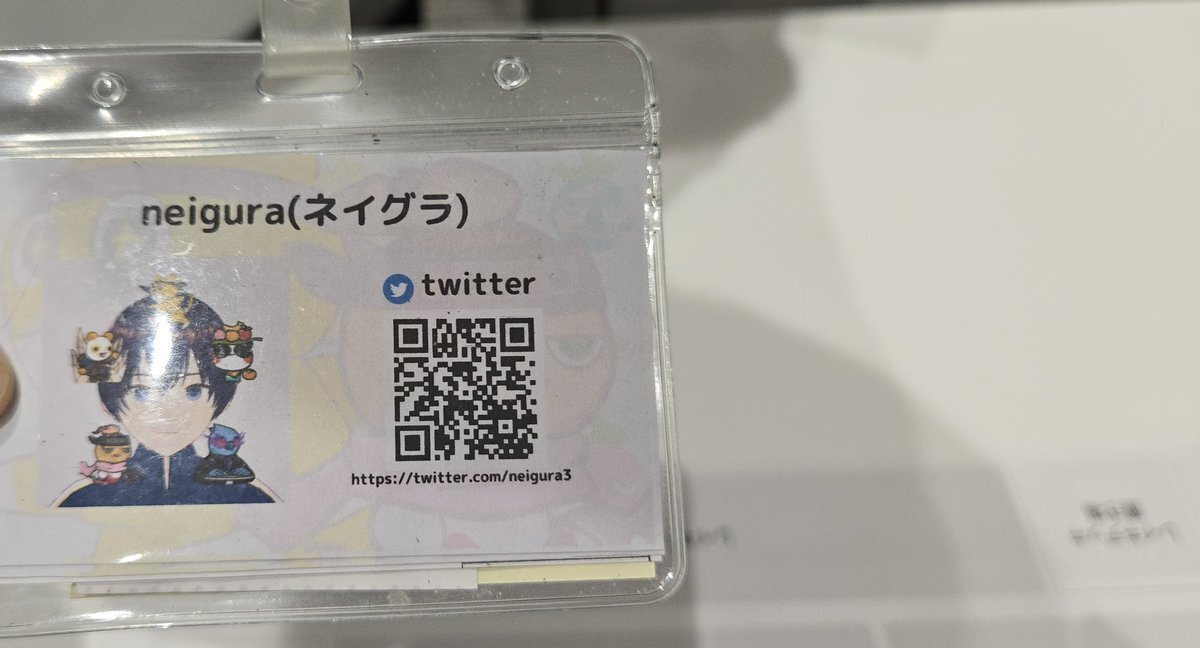 neigura(ネイグラ)
twitter
https://twitter.com/neigura3